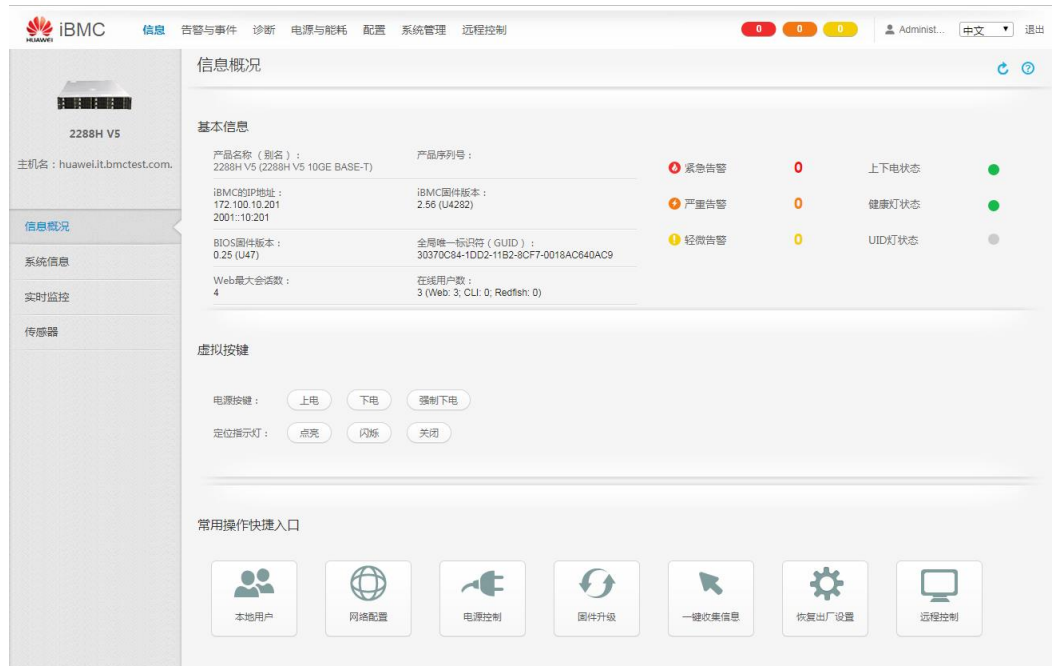 HUAWEI
iBMC 信息 告警与事件 诊断 电源与能耗 配置 系统管理 远程控制 0 0 0 Administ... 中文 退出
2288H V5
主机名：huawei.it.bmctest.com.
信息概况
系统信息
实时监控
传感器
信息概况
基本信息
产品名称（别名）： 产品序列号：
2288H V5 (2288H V5 10GE BASE-T)
iBMC的IP地址： iBMC固件版本：
172.100.10.201 2.56 (U4282)
2001::10:201
BIOS固件版本： 全局唯一标识符（GUID）：
0.25 (U47) 30370C84-1DD2-11B2-8CF7-0018AC640AC9
Web最大会话数： 在线用户数：
4 3 (Web: 3; CLI: 0; Redfish: 0)
紧急告警 0 上下电状态
严重告警 0 健康灯状态
轻微告警 0 UID灯状态
虚拟按键
电源按键： 上电 下电 强制下电
定位指示灯： 点亮 闪烁 关闭
常用操作快捷入口
本地用户 网络配置 电源控制 固件升级 一键收集信息 恢复出厂设置 远程控制